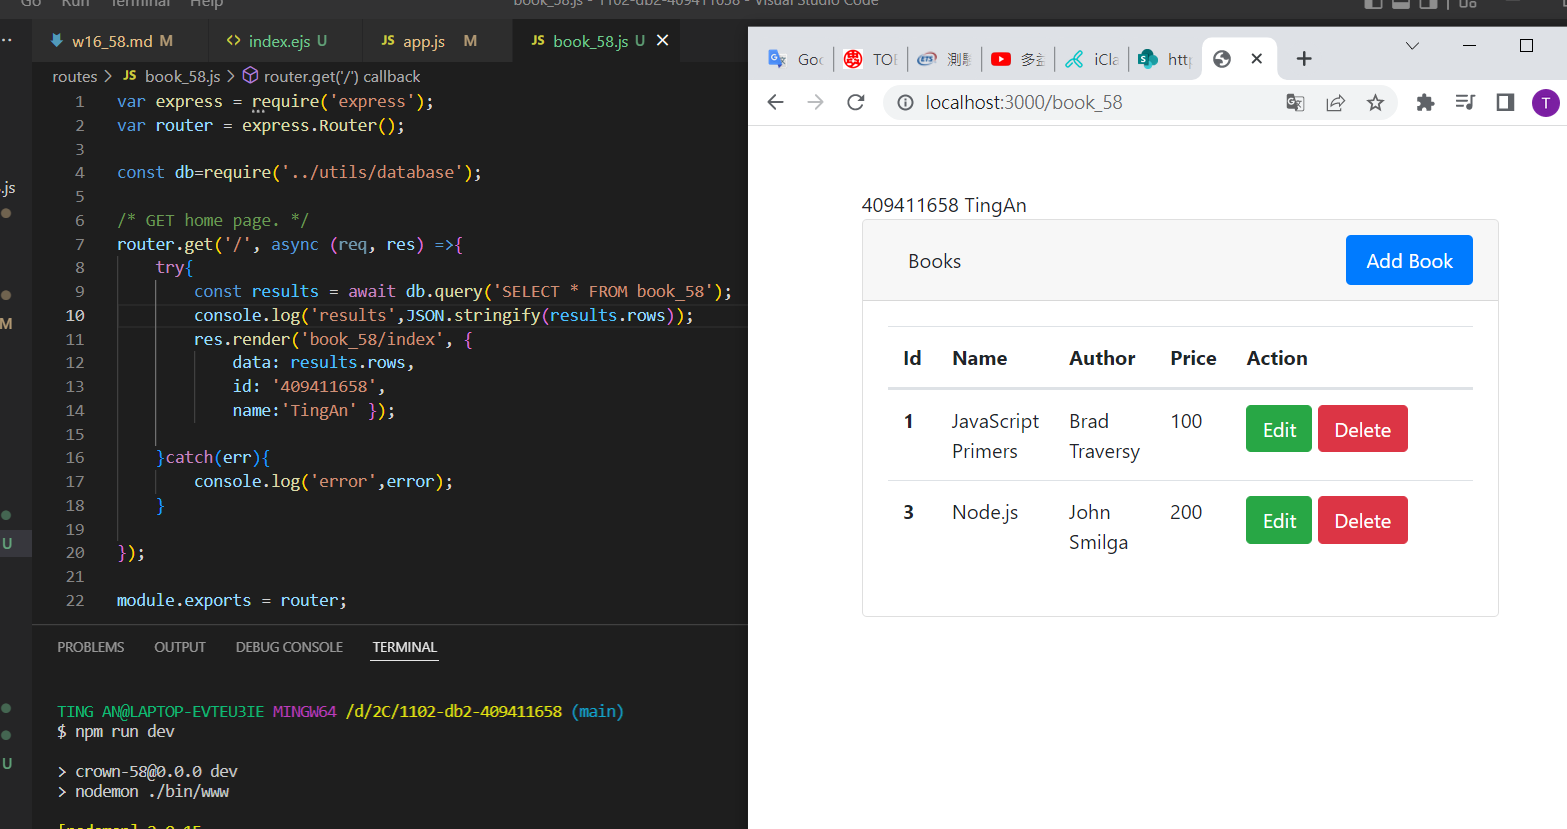 Go Run Terminal Help
book_58.js - 1102-db2-409411658 - Visual Studio Code
w16_58.md M
index.ejs U
JS app.js M
JS book_58.js U
routes > JS book_58.js > router.get('/') callback
1 var express = require('express');
2 var router = express.Router();
3
4 const db=require('../utils/database');
5
6 /* GET home page. */
7 router.get('/', async (req, res) =>{
8 try{
9 const results = await db.query('SELECT * FROM book_58');
10 console.log('results',JSON.stringify(results.rows));
11 res.render('book_58/index', {
12 data: results.rows,
13 id: '409411658',
14 name:'TingAn' });
15
16 }catch(err){
17 console.log('error',error);
18 }
19
20 });
21
22 module.exports = router;
.js
M
U
U
PROBLEMS OUTPUT DEBUG CONSOLE TERMINAL
TING AN@LAPTOP-EVTEU3IE MINGW64 /d/2C/1102-db2-409411658 (main)
$ npm run dev
> crown-58@0.0.0 dev
> nodemon ./bin/www
Goo
TOE
ETS 測驗
多益
iCla
http
localhost:3000/book_58
T
409411658 TingAn
Books
Add Book
Id Name Author Price Action
1 JavaScript Primers Brad Traversy 100 Edit Delete
3 Node.js John Smilga 200 Edit Delete